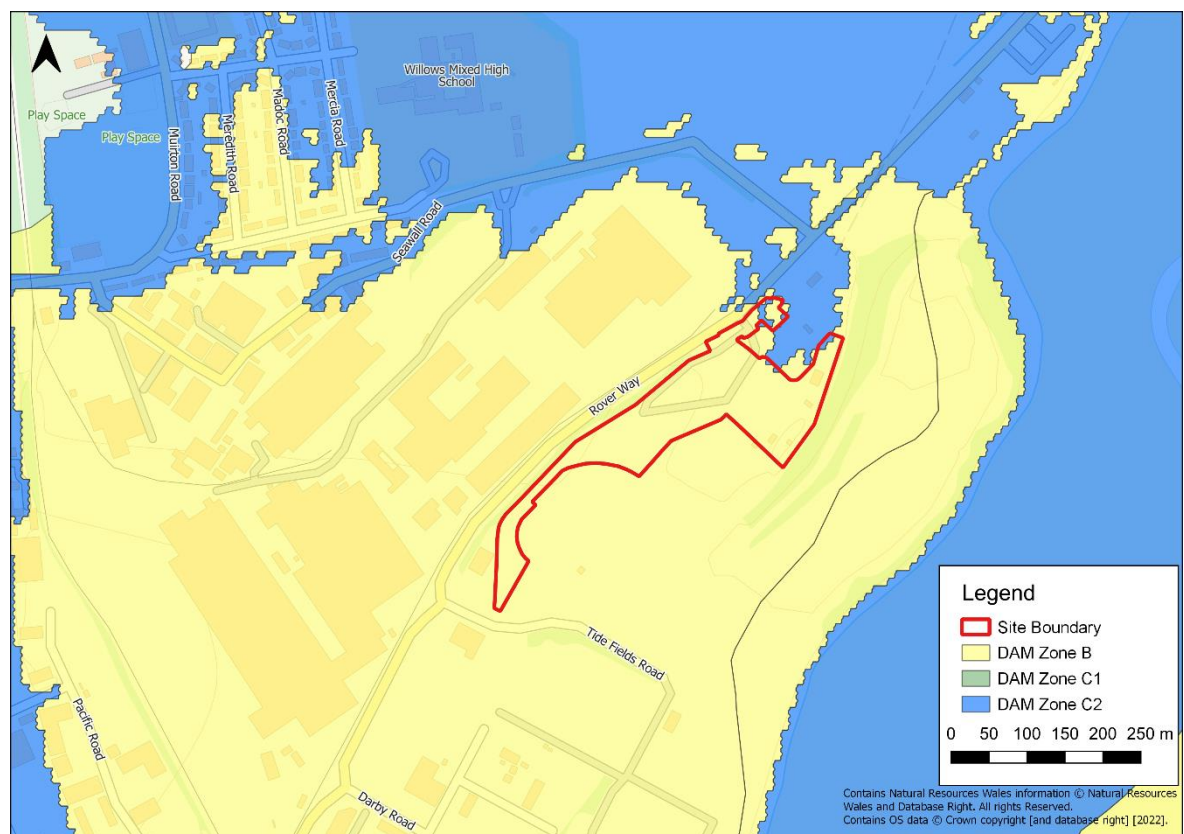 Willows Mixed High
School
Play Space
Play Space
Muirton Road
Meredith Road
Madoc Road
Mercia Road
Seawall Road
Rover Way
Tide Fields Road
Pacific Road
Darby Road
Legend
Site Boundary
DAM Zone B
DAM Zone C1
DAM Zone C2
0 50 100 150 200 250 m
Contains Natural Resources Wales information © Natural Resources
Wales and Database Right. All rights Reserved.
Contains OS data © Crown copyright [and database right] [2022].